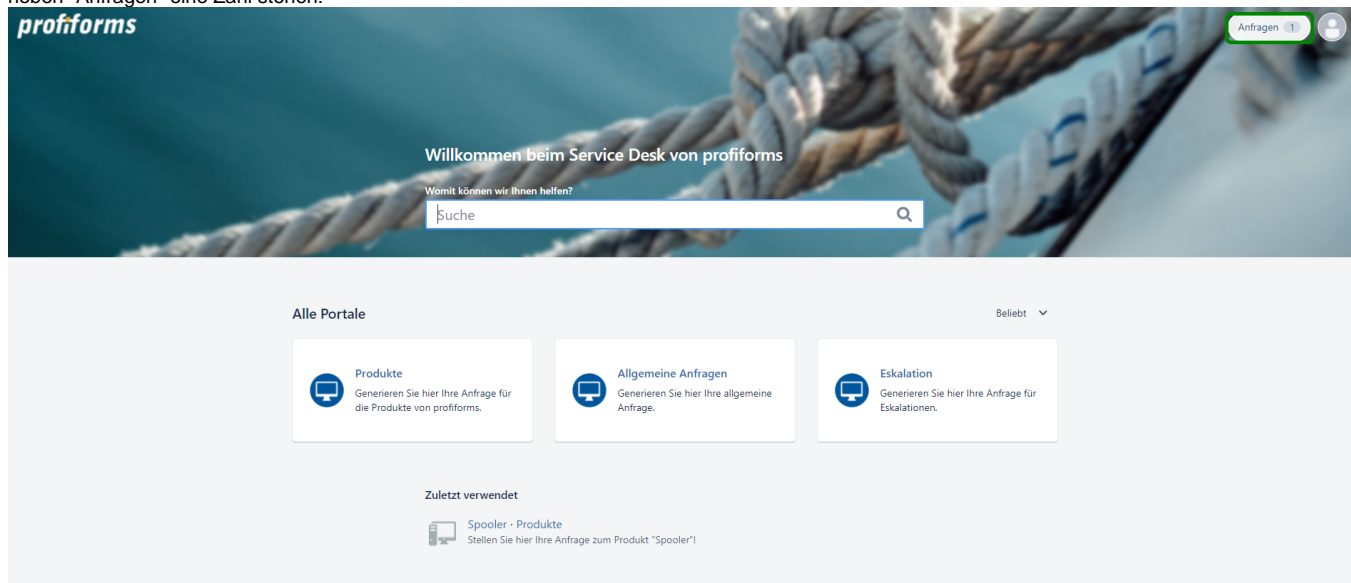 neben "Anfragen" eine Zahl stehen.
profiforms
Anfragen 1
Willkommen beim Service Desk von profiforms
Womit können wir Ihnen helfen?
Suche
Alle Portale
Beliebt
Produkte
Generieren Sie hier Ihre Anfrage für
die Produkte von profiforms.
Allgemeine Anfragen
Generieren Sie hier Ihre allgemeine
Anfrage.
Eskalation
Generieren Sie hier Ihre Anfrage für
Eskalationen.
Zuletzt verwendet
Spooler · Produkte
Stellen Sie hier Ihre Anfrage zum Produkt "Spooler"!